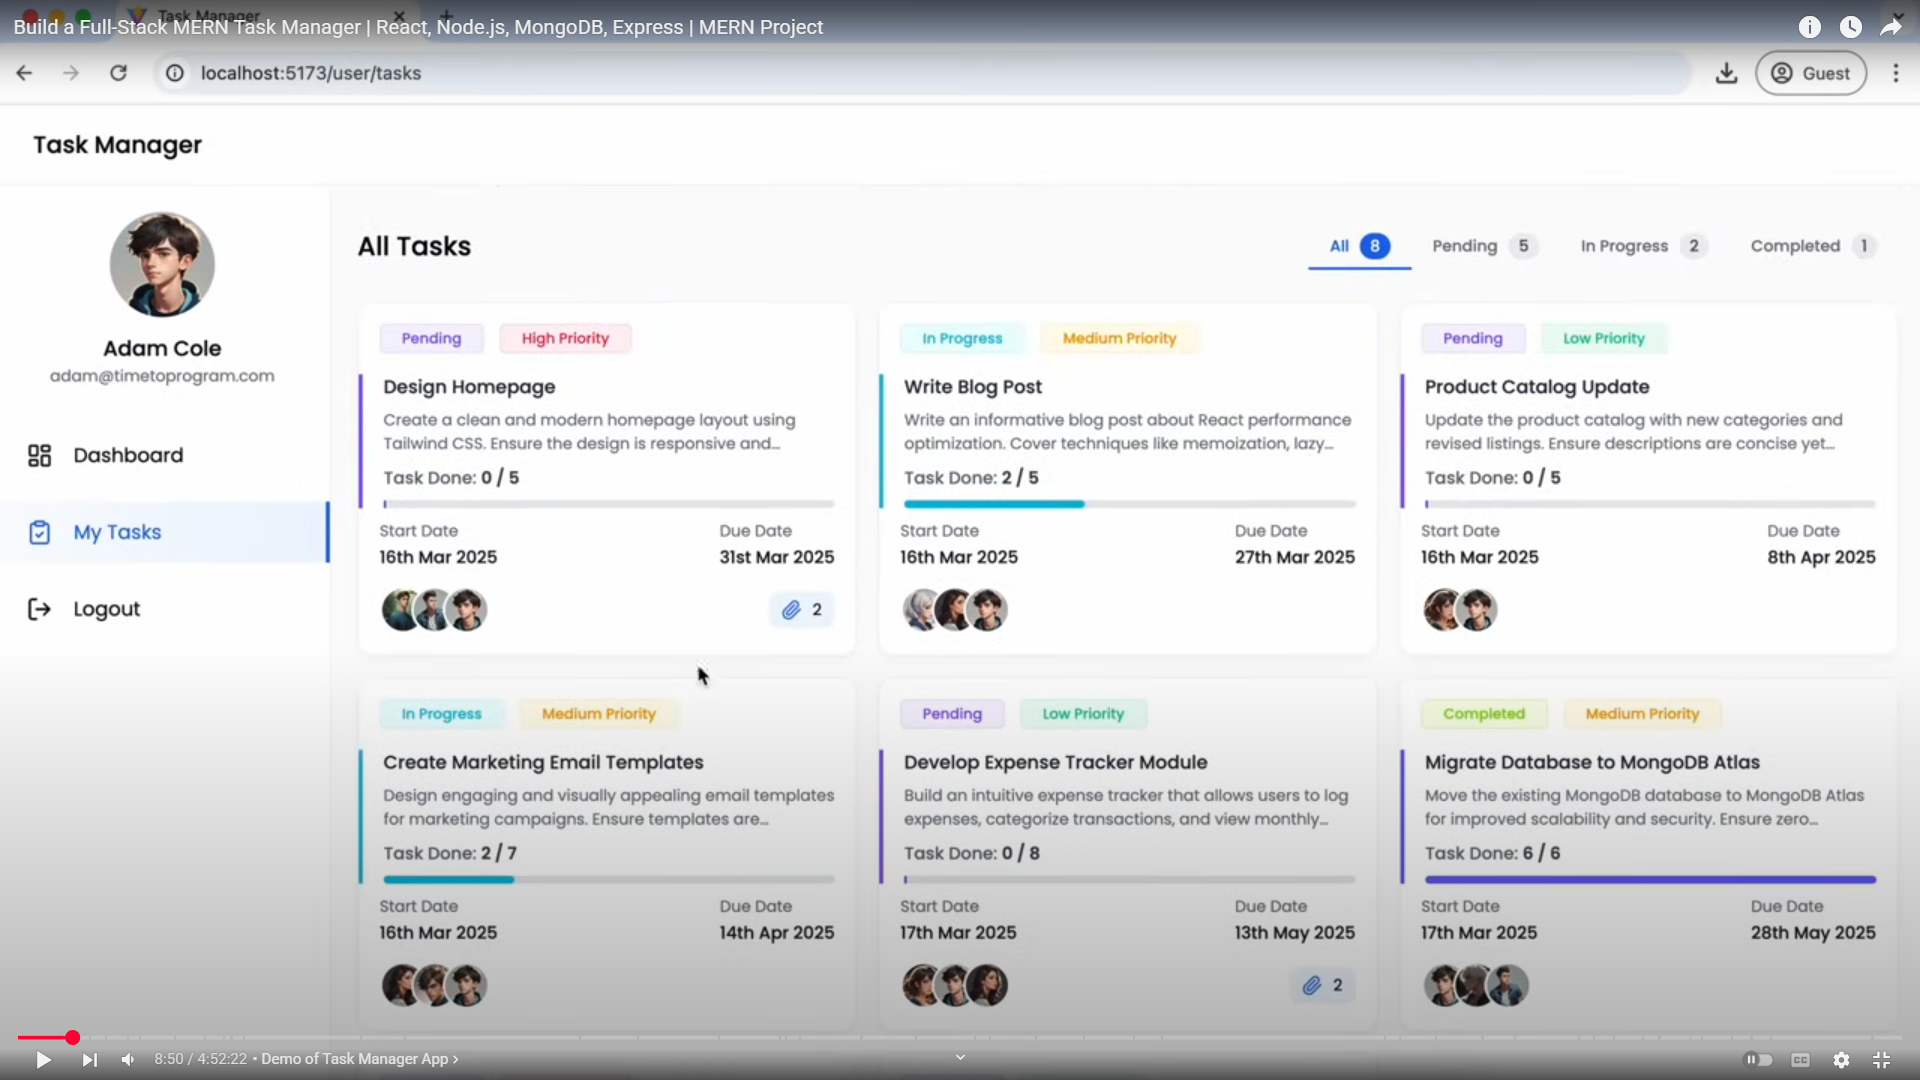 Task Manager
Build a Full-Stack MERN Task Manager | React, Node.js, MongoDB, Express | MERN Project
localhost:5173/user/tasks
Guest
Task Manager
Adam Cole
adam@timetoprogram.com
Dashboard
My Tasks
Logout
All Tasks
All 8
Pending 5
In Progress 2
Completed 1
Pending
High Priority
Design Homepage
Create a clean and modern homepage layout using
Tailwind CSS. Ensure the design is responsive and...
Task Done: 0 / 5
Start Date
Due Date
16th Mar 2025
31st Mar 2025
2
In Progress
Medium Priority
Write Blog Post
Write an informative blog post about React performance
optimization. Cover techniques like memoization, lazy...
Task Done: 2 / 5
Start Date
Due Date
16th Mar 2025
27th Mar 2025
Pending
Low Priority
Product Catalog Update
Update the product catalog with new categories and
revised listings. Ensure descriptions are concise yet...
Task Done: 0 / 5
Start Date
Due Date
16th Mar 2025
8th Apr 2025
In Progress
Medium Priority
Create Marketing Email Templates
Design engaging and visually appealing email templates
for marketing campaigns. Ensure templates are...
Task Done: 2 / 7
Start Date
Due Date
16th Mar 2025
14th Apr 2025
Pending
Low Priority
Develop Expense Tracker Module
Build an intuitive expense tracker that allows users to log
expenses, categorize transactions, and view monthly...
Task Done: 0 / 8
Start Date
Due Date
17th Mar 2025
13th May 2025
2
Completed
Medium Priority
Migrate Database to MongoDB Atlas
Move the existing MongoDB database to MongoDB Atlas
for improved scalability and security. Ensure zero...
Task Done: 6 / 6
Start Date
Due Date
17th Mar 2025
28th May 2025
8:50 / 4:52:22 • Demo of Task Manager App ›
CC